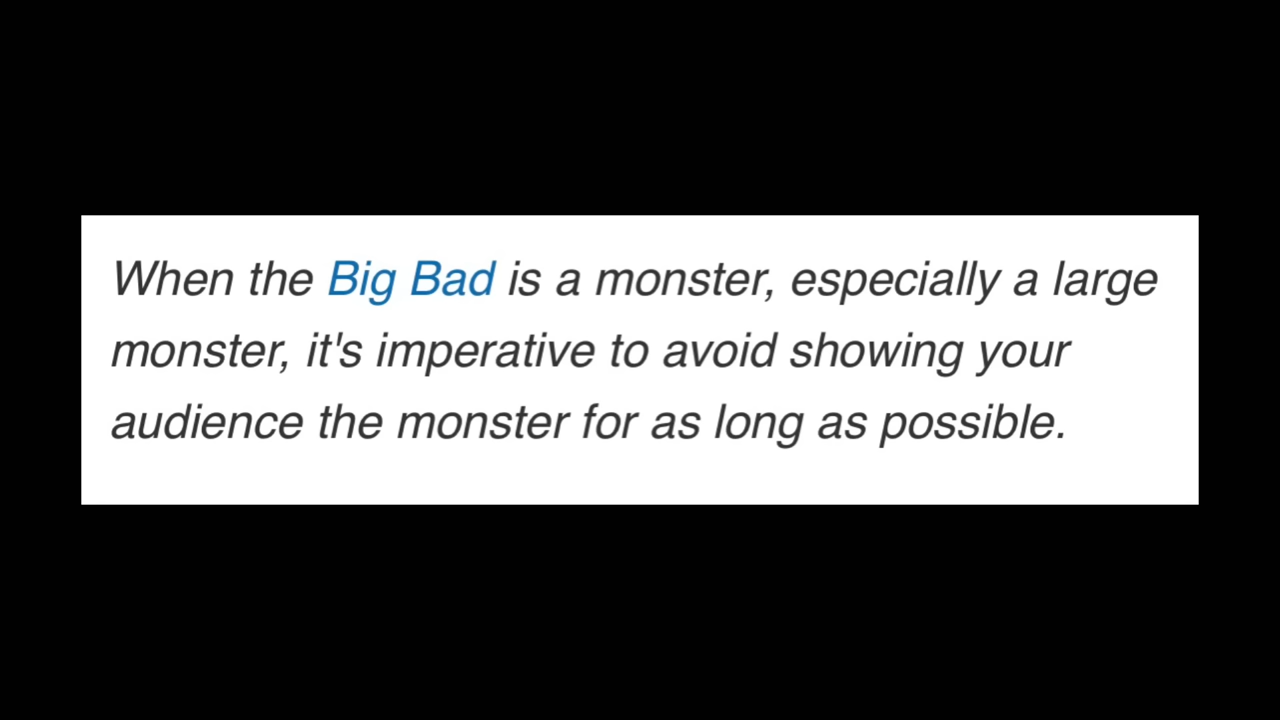 When the Big Bad is a monster, especially a large
monster, it's imperative to avoid showing your
audience the monster for as long as possible.